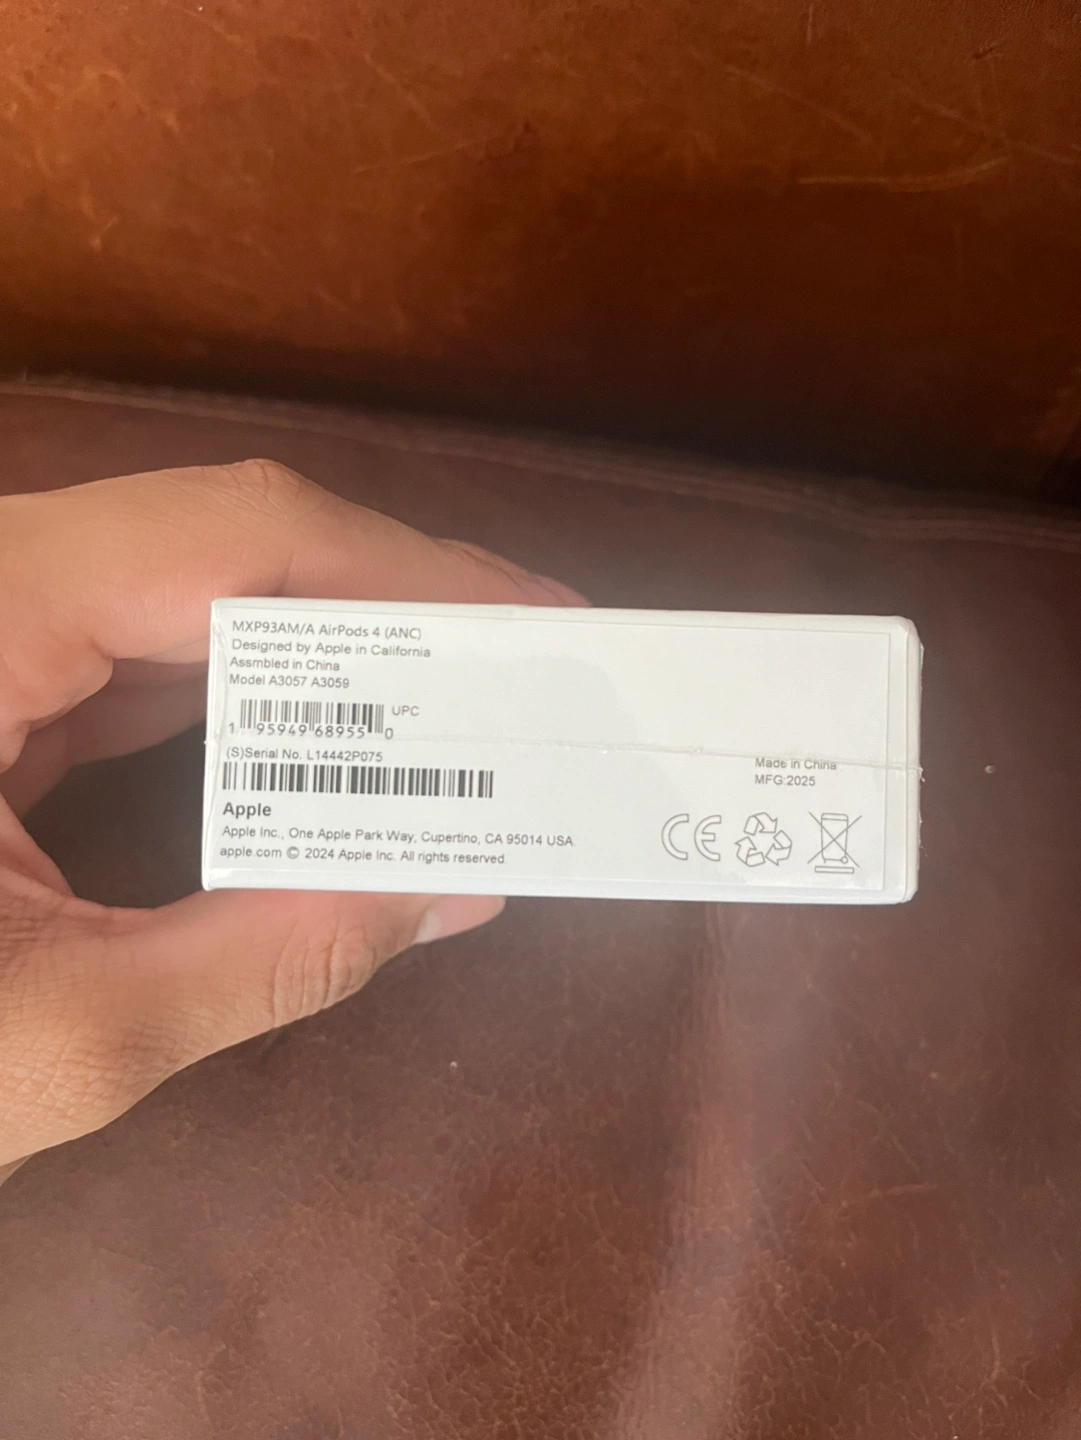 MXP93AM/A AirPods 4 (ANC)
Designed by Apple in California
Assmbled in China
Model A3057 A3059
UPC
1 95949 68955 0
(S)Serial No. L14442P075
Made in China
MFG:2025
Apple
Apple Inc., One Apple Park Way, Cupertino, CA 95014 USA.
apple.com © 2024 Apple Inc. All rights reserved.
CE